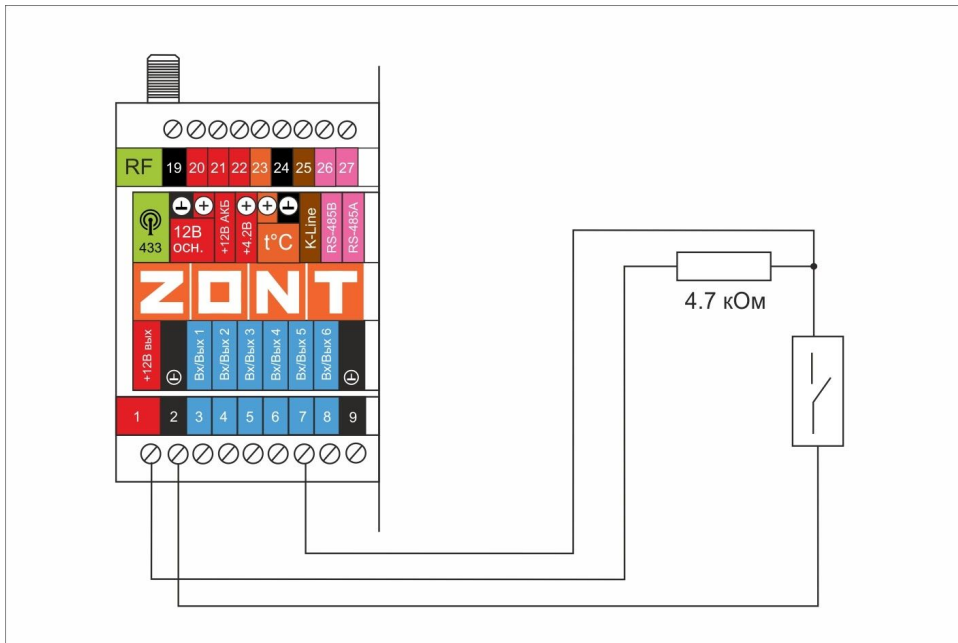 RF 19 20 21 22 23 24 25 26 27
433
12В
осн.
+12В АКБ
+4.2В
t°C
K-Line
RS-485B
RS-485A
ZONT
+12В вых
Вх/Вых 1
Вх/Вых 2
Вх/Вых 3
Вх/Вых 4
Вх/Вых 5
Вх/Вых 6
1 2 3 4 5 6 7 8 9
4.7 кОм